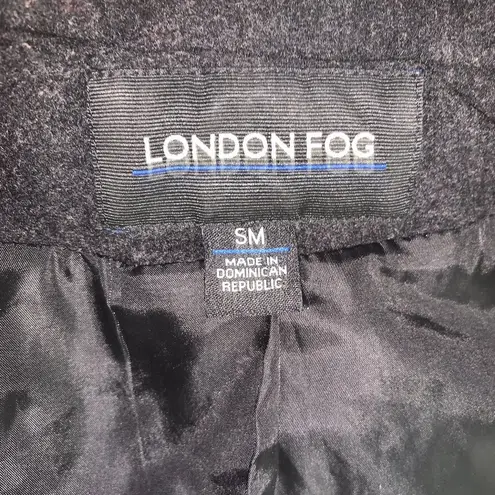 LONDON FOG
SM
MADE IN
DOMINICAN
REPUBLIC